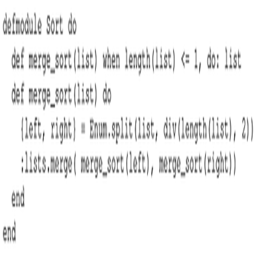 defmodule Sort do
  def merge_sort(list) when length(list) <= 1, do: list
  def merge_sort(list) do
    {left, right} = Enum.split(list, div(length(list), 2))
    :lists.merge( merge_sort(left), merge_sort(right))
  end
end